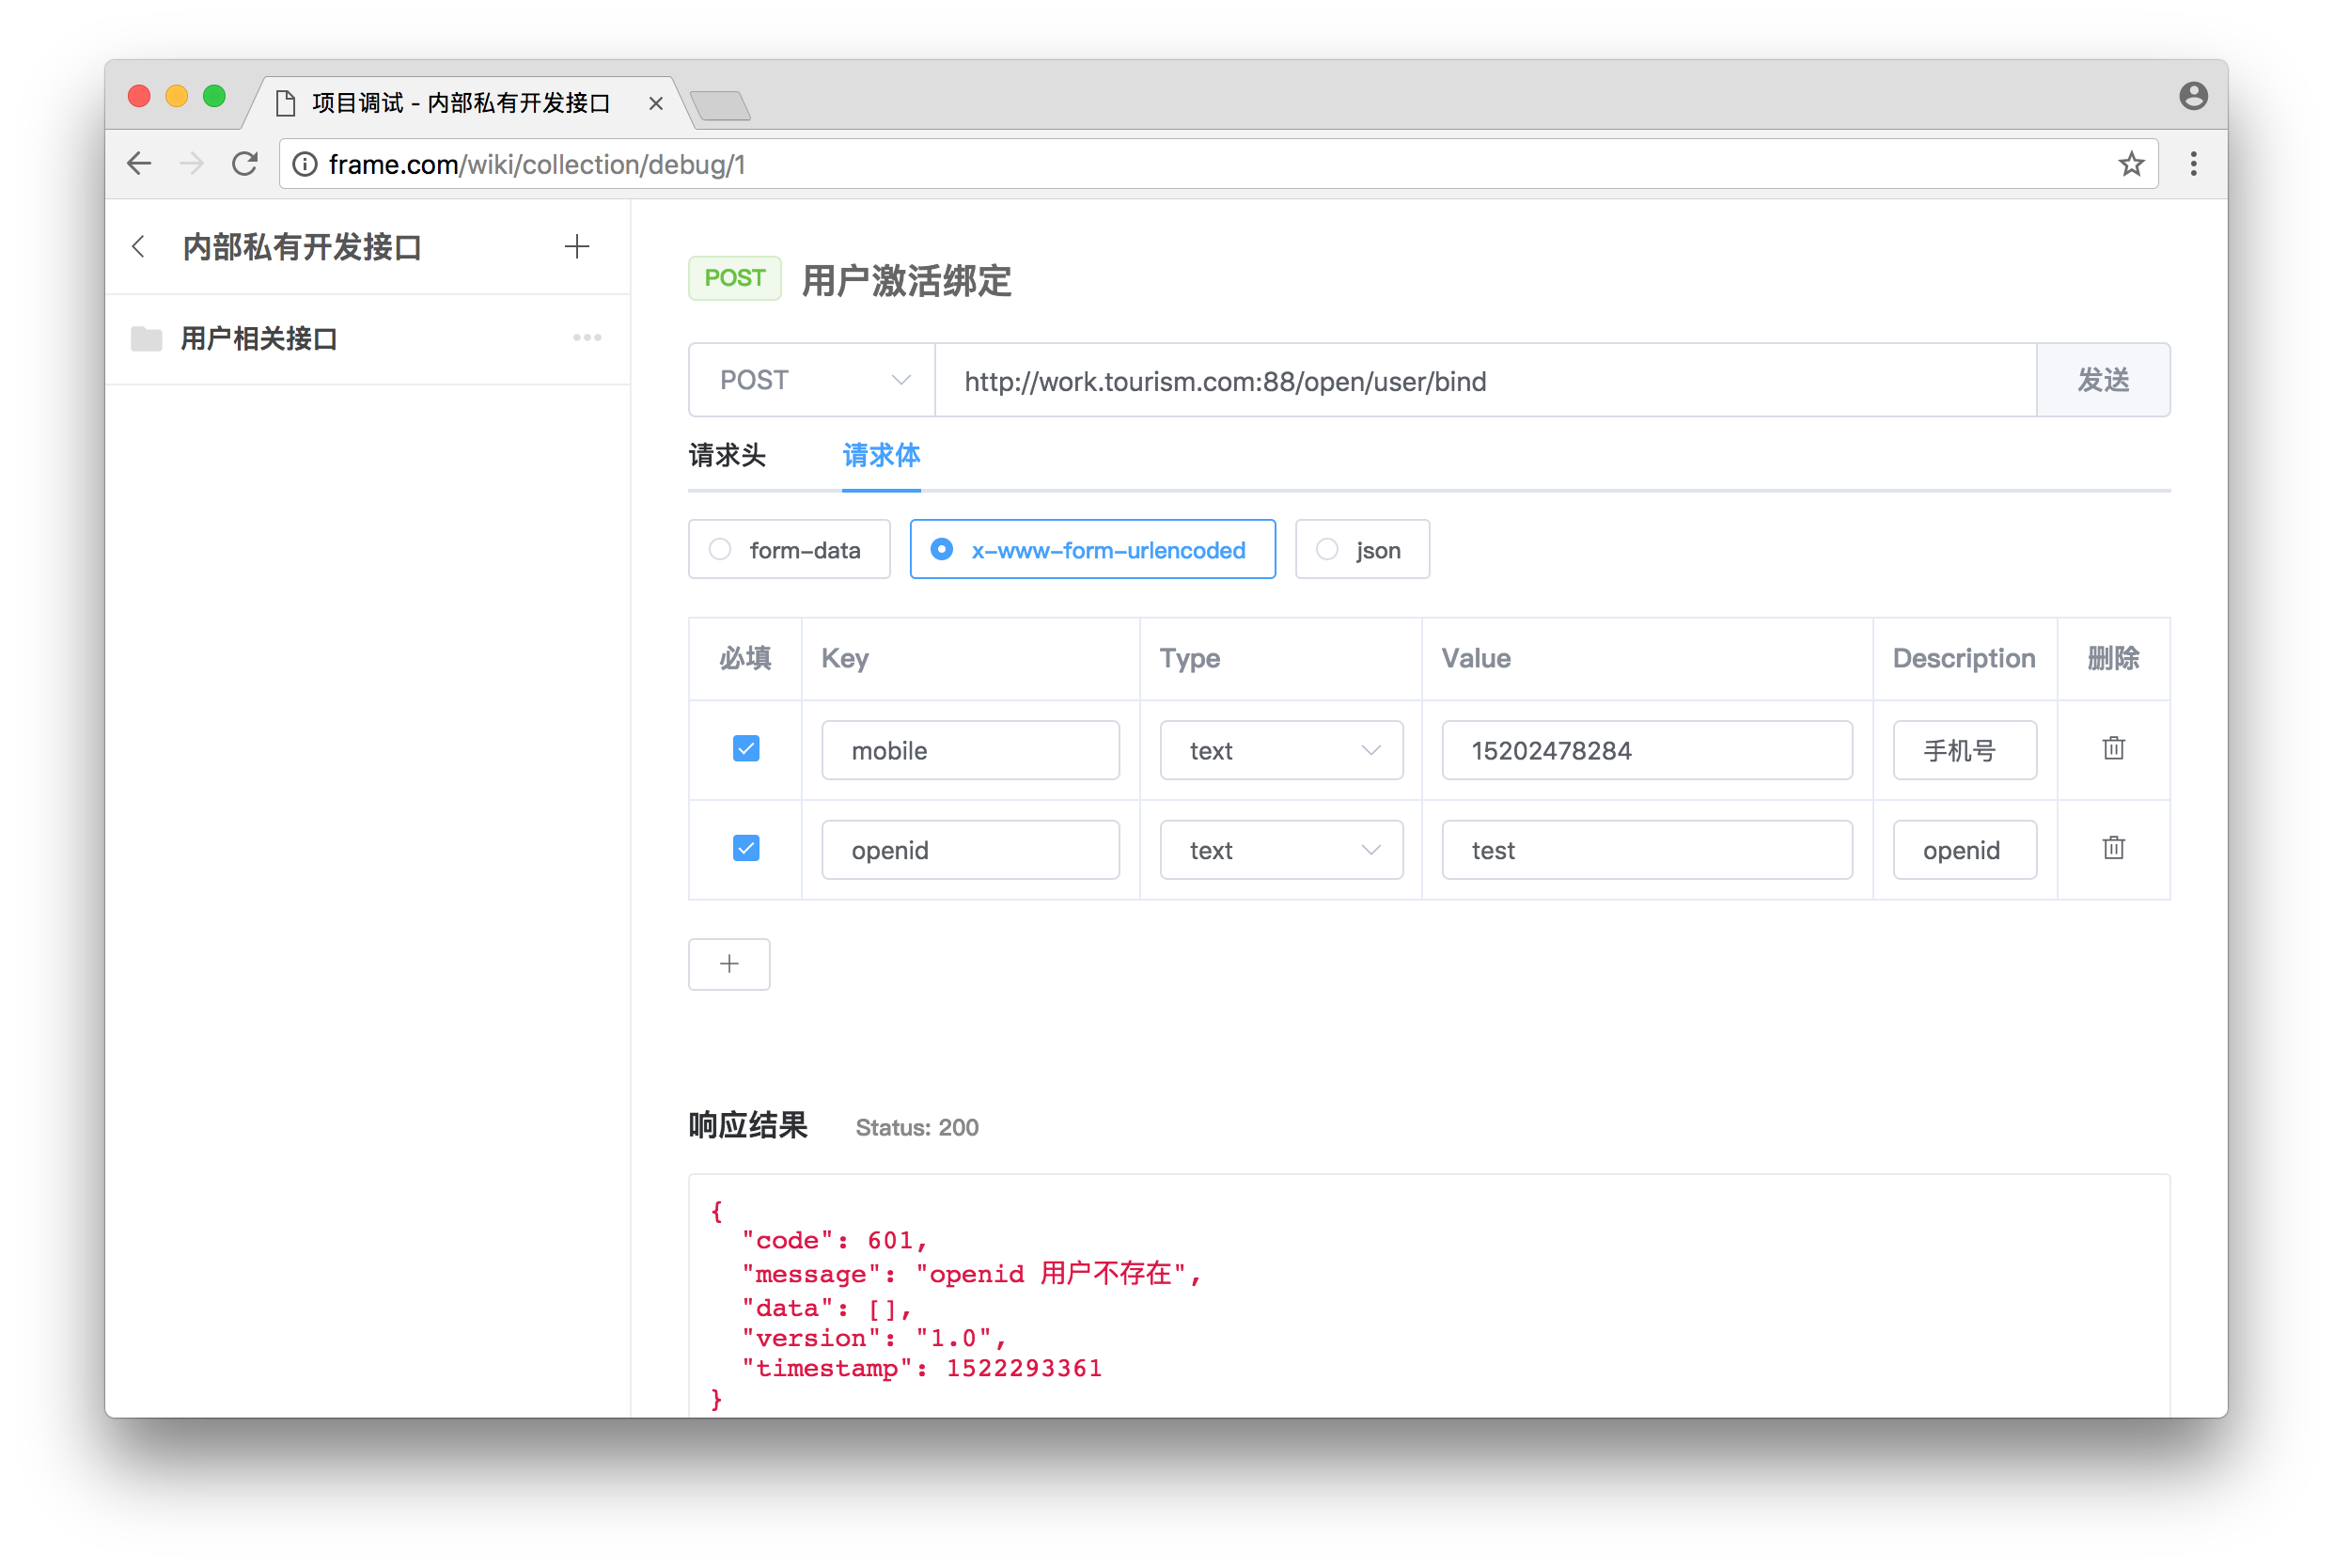 项目调试 - 内部私有开发接口
frame.com/wiki/collection/debug/1
内部私有开发接口
用户相关接口
POST 用户激活绑定
POST http://work.tourism.com:88/open/user/bind 发送
请求头 请求体
form-data x-www-form-urlencoded json
必填 Key Type Value Description 删除
mobile text 15202478284 手机号
openid text test openid
响应结果 Status: 200
{
"code": 601,
"message": "openid 用户不存在",
"data": [],
"version": "1.0",
"timestamp": 1522293361
}